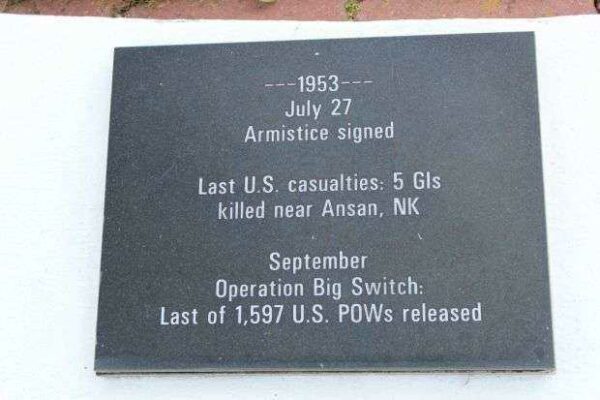 ---1953---
July 27
Armistice signed
Last U.S. casualties: 5 GIs
killed near Ansan, NK
September
Operation Big Switch:
Last of 1,597 U.S. POWs released